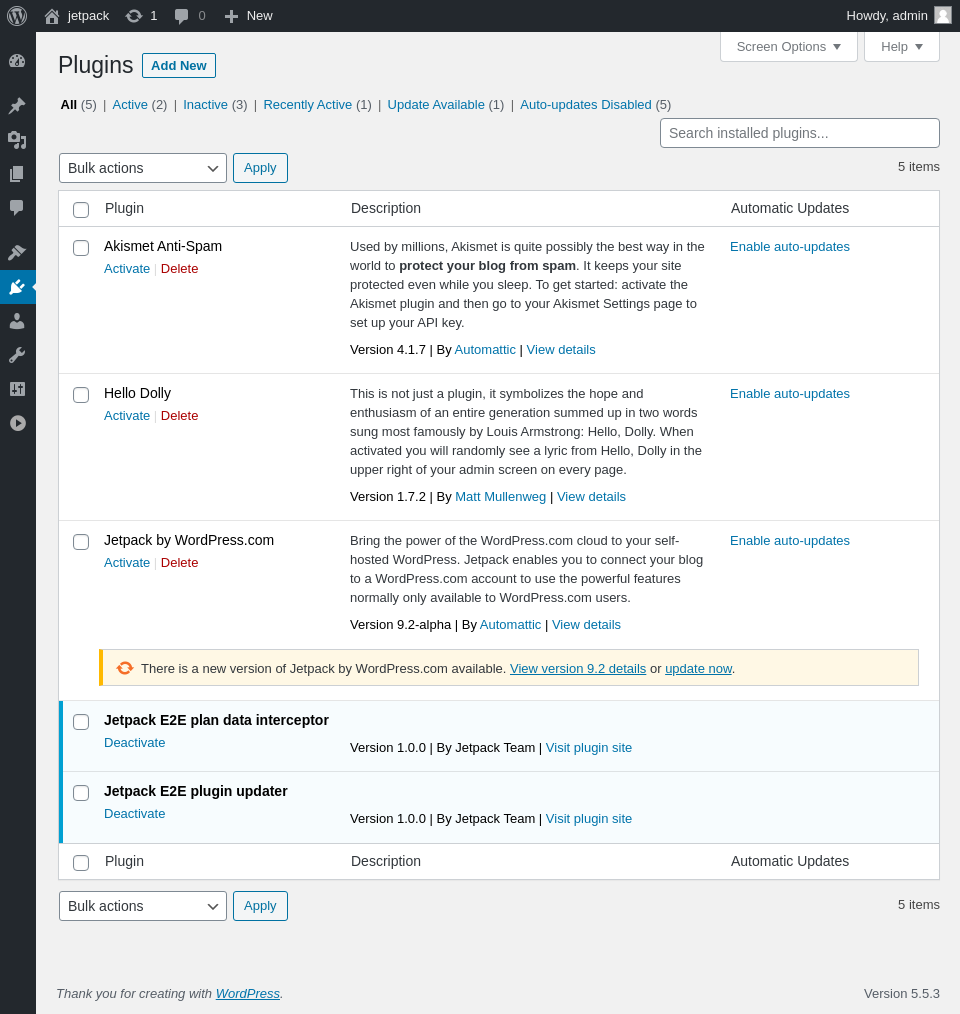 jetpack 1 0 New Howdy, admin
Screen Options Help
Plugins Add New
All (5) | Active (2) | Inactive (3) | Recently Active (1) | Update Available (1) | Auto-updates Disabled (5)
Search installed plugins...
Bulk actions Apply 5 items
Plugin Description Automatic Updates
Akismet Anti-Spam
Activate | Delete
Used by millions, Akismet is quite possibly the best way in the
world to protect your blog from spam. It keeps your site
protected even while you sleep. To get started: activate the
Akismet plugin and then go to your Akismet Settings page to
set up your API key.
Version 4.1.7 | By Automattic | View details
Enable auto-updates
Hello Dolly
Activate | Delete
This is not just a plugin, it symbolizes the hope and
enthusiasm of an entire generation summed up in two words
sung most famously by Louis Armstrong: Hello, Dolly. When
activated you will randomly see a lyric from Hello, Dolly in the
upper right of your admin screen on every page.
Version 1.7.2 | By Matt Mullenweg | View details
Enable auto-updates
Jetpack by WordPress.com
Activate | Delete
Bring the power of the WordPress.com cloud to your self-
hosted WordPress. Jetpack enables you to connect your blog
to a WordPress.com account to use the powerful features
normally only available to WordPress.com users.
Version 9.2-alpha | By Automattic | View details
Enable auto-updates
There is a new version of Jetpack by WordPress.com available. View version 9.2 details or update now.
Jetpack E2E plan data interceptor
Deactivate
Version 1.0.0 | By Jetpack Team | Visit plugin site
Jetpack E2E plugin updater
Deactivate
Version 1.0.0 | By Jetpack Team | Visit plugin site
Plugin Description Automatic Updates
Bulk actions Apply 5 items
Thank you for creating with WordPress. Version 5.5.3